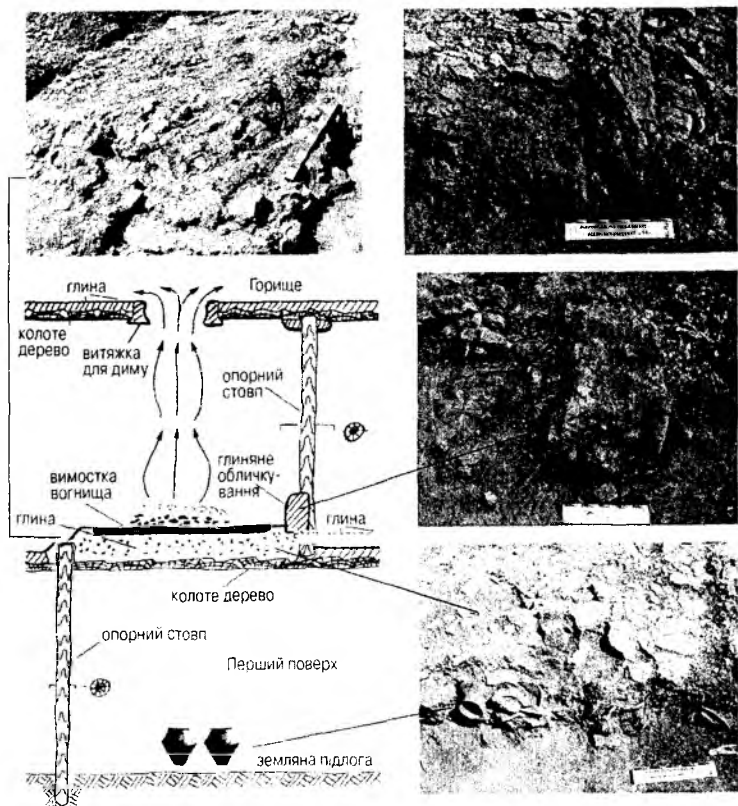 глина
Горище
колоте
дерево
витяжка
для диму
опорний
стовп
глиняне
обличку-
вання
вимостка
вогнища
глина
глина
колоте дерево
опорний стовп
Перший поверх
земляна підлога